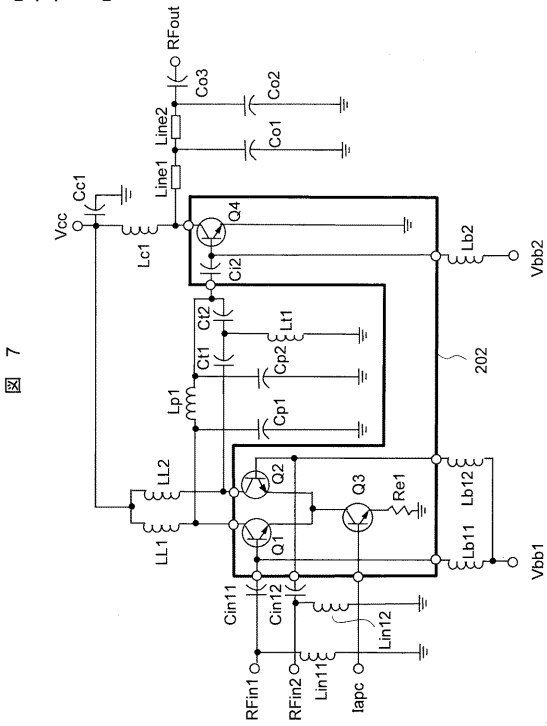 図 7
Vcc
Cc1
Lc1
Line1
Line2
Co3
RFout
Co1
Co2
LL1
LL2
Lp1
Ct1
Ct2
Lt1
Cp1
Cp2
Ci2
Q4
Q1
Q2
Q3
Re1
Cin11
Cin12
RFin1
RFin2
Lin11
Lin12
Iapc
Lb11
Lb12
Vbb1
202
Lb2
Vbb2